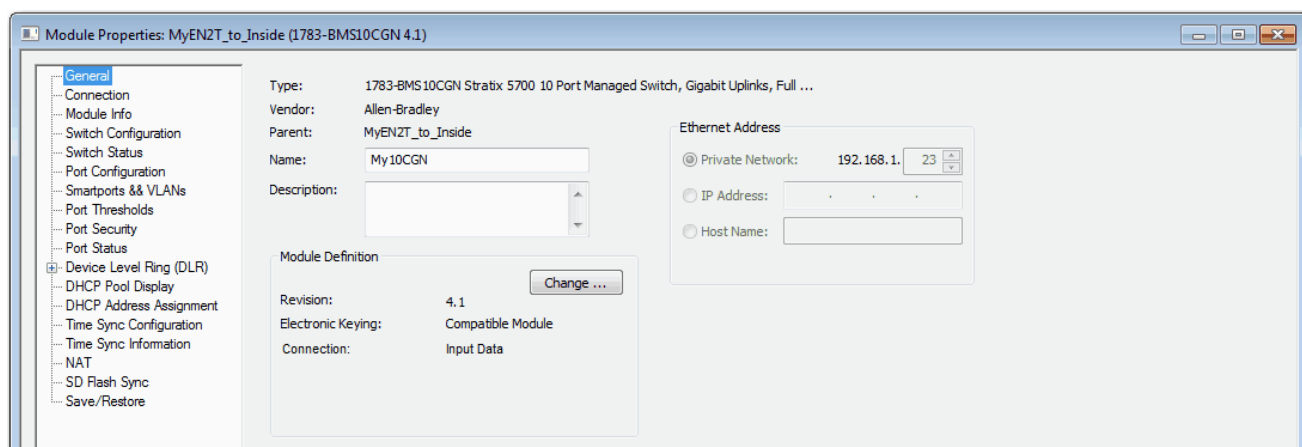 Module Properties: MyEN2T_to_Inside (1783-BMS10CGN 4.1)
General
Connection
Module Info
Switch Configuration
Switch Status
Port Configuration
Smartports && VLANs
Port Thresholds
Port Security
Port Status
Device Level Ring (DLR)
DHCP Pool Display
DHCP Address Assignment
Time Sync Configuration
Time Sync Information
NAT
SD Flash Sync
Save/Restore
Type: 1783-BMS10CGN Stratix 5700 10 Port Managed Switch, Gigabit Uplinks, Full ...
Vendor: Allen-Bradley
Parent: MyEN2T_to_Inside
Name: My10CGN
Description:
Module Definition
Change ...
Revision: 4.1
Electronic Keying: Compatible Module
Connection: Input Data
Ethernet Address
Private Network: 192.168.1. 23
IP Address: . . .
Host Name: